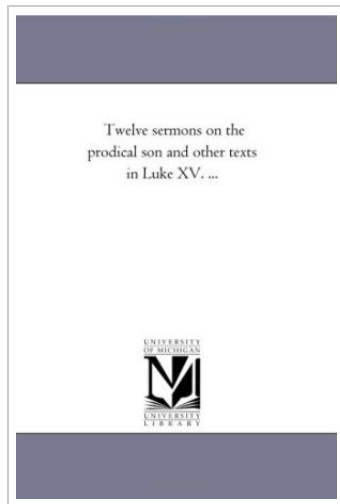 Twelve sermons on the
prodical son and other texts
in Luke XV. ...
UNIVERSITY
OF MICHIGAN
UNIVERSITY
LIBRARY